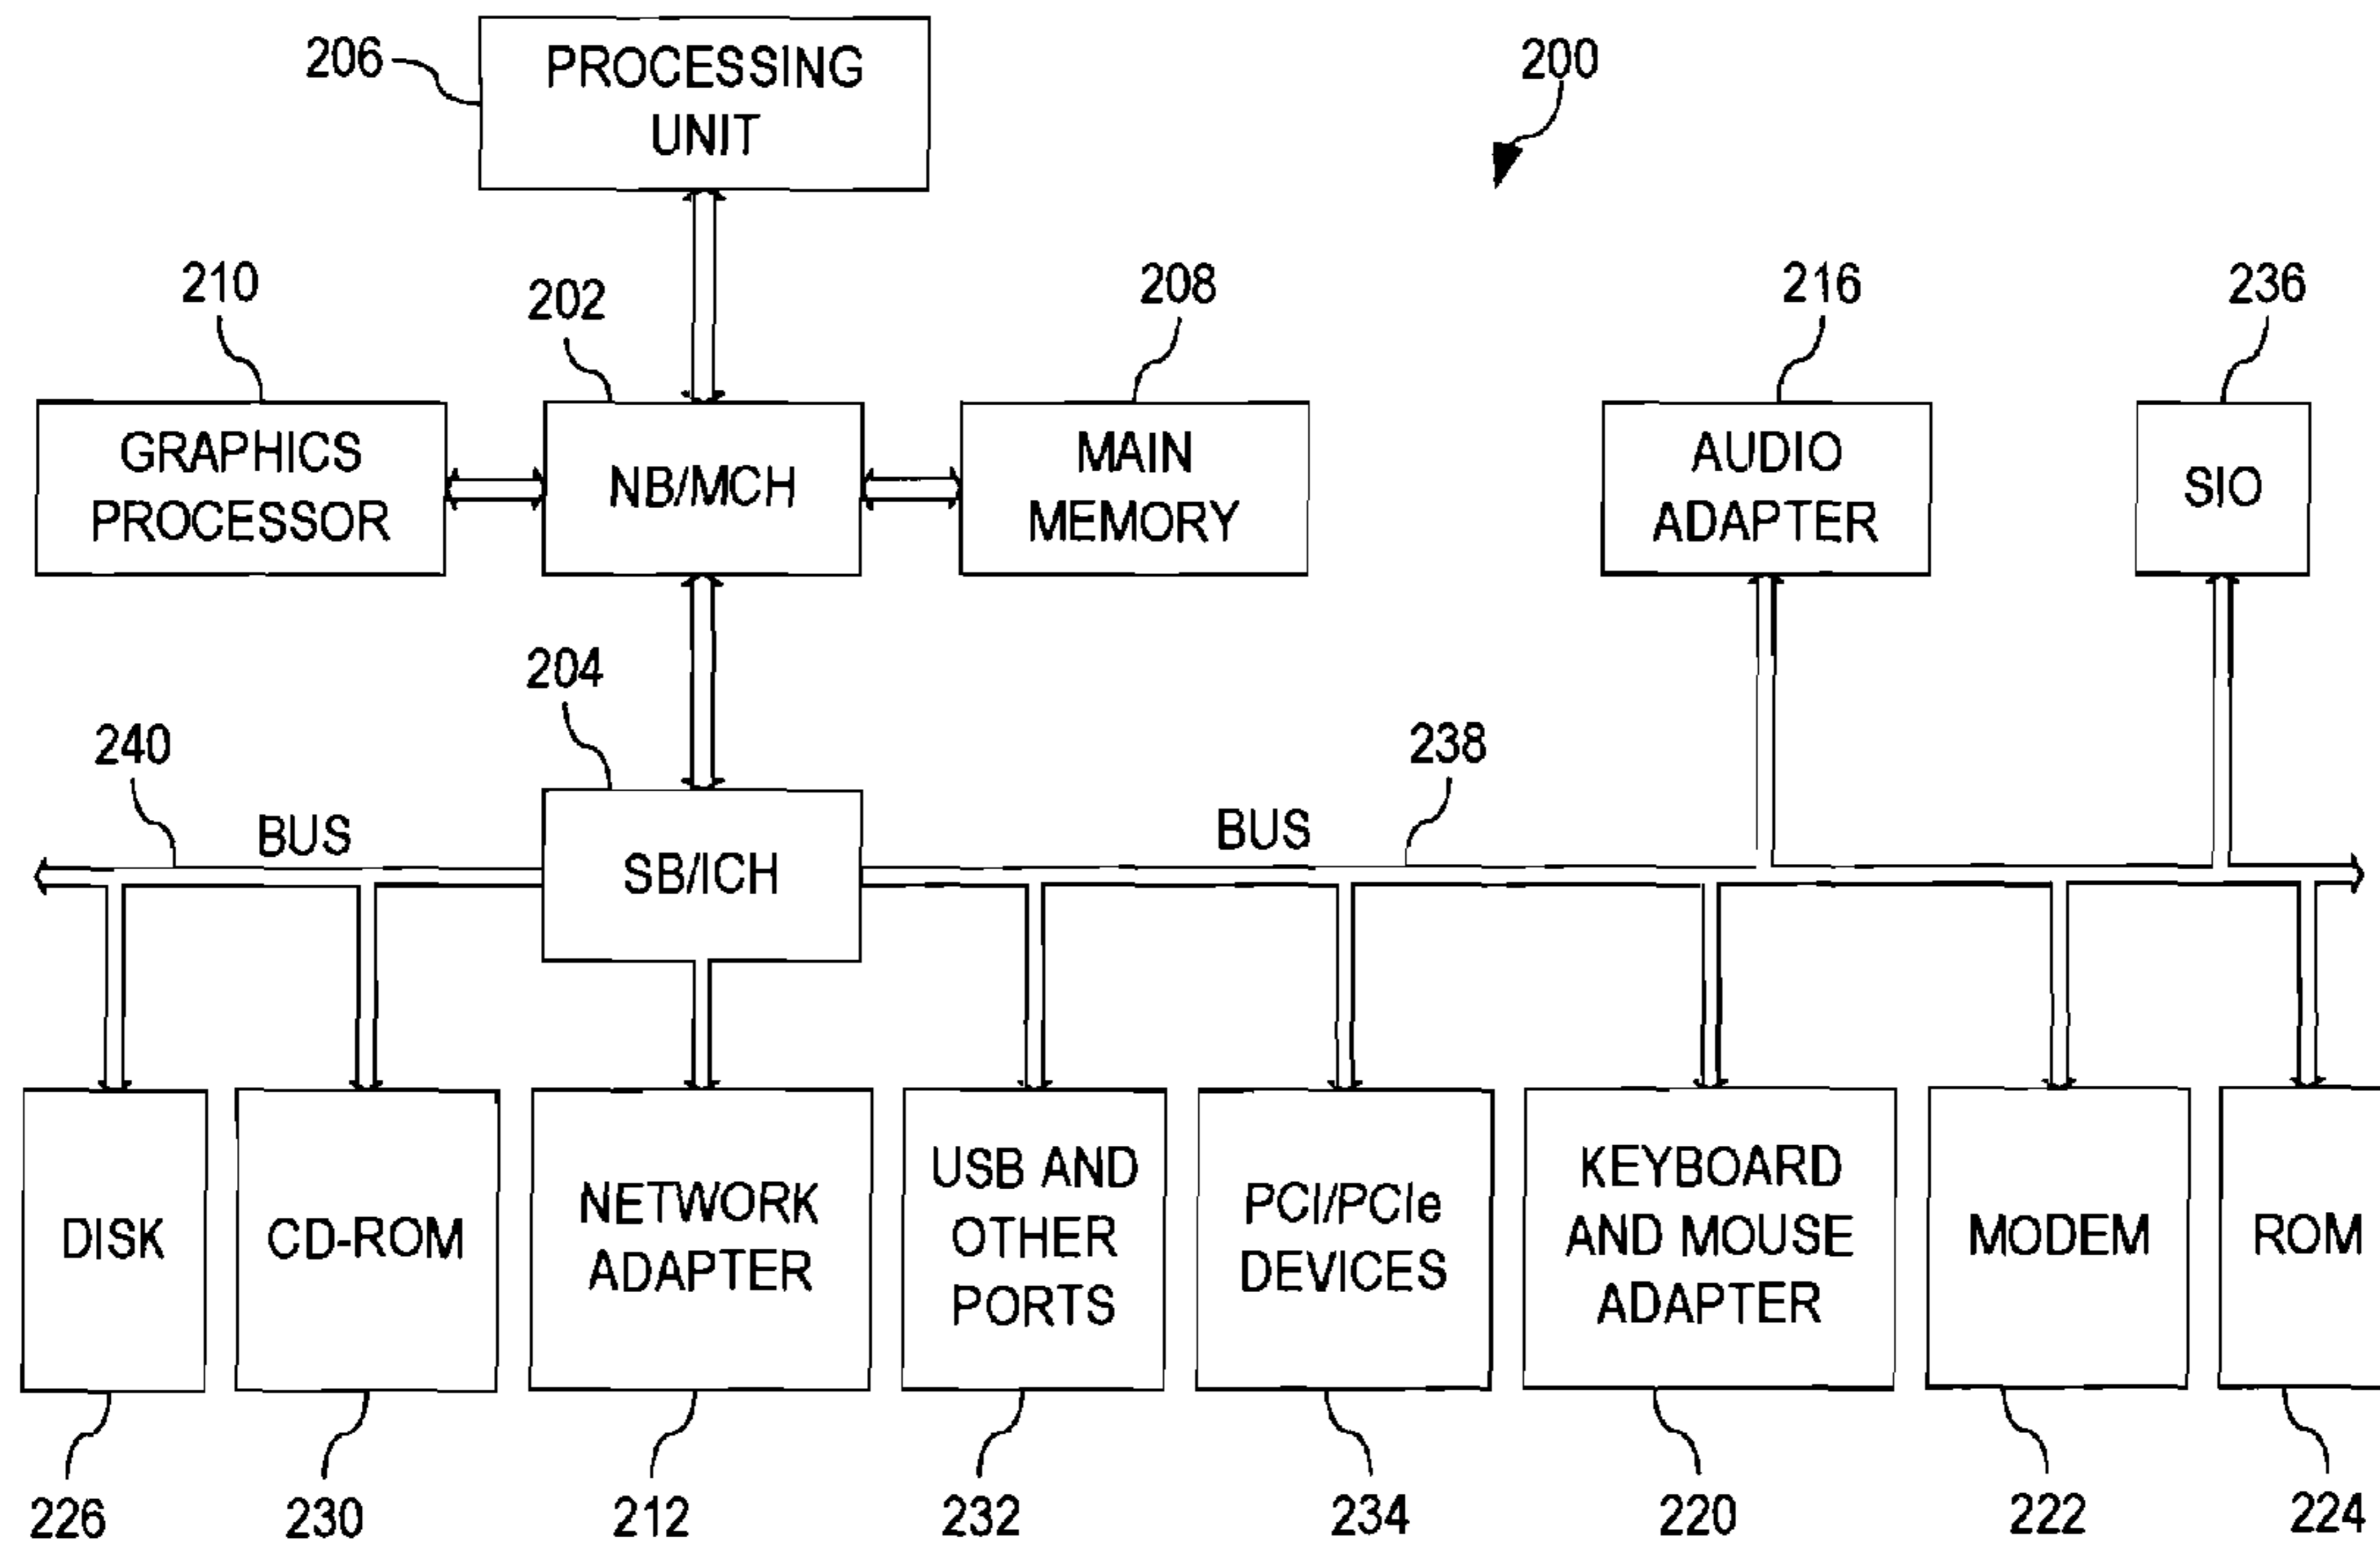 206
PROCESSING
UNIT
200
210
202
208
216
236
GRAPHICS
PROCESSOR
NB/MCH
MAIN
MEMORY
AUDIO
ADAPTER
SIO
204
240
238
BUS
BUS
SB/ICH
DISK
CD-ROM
NETWORK
ADAPTER
USB AND
OTHER
PORTS
PCI/PCIe
DEVICES
KEYBOARD
AND MOUSE
ADAPTER
MODEM
ROM
226
230
212
232
234
220
222
224